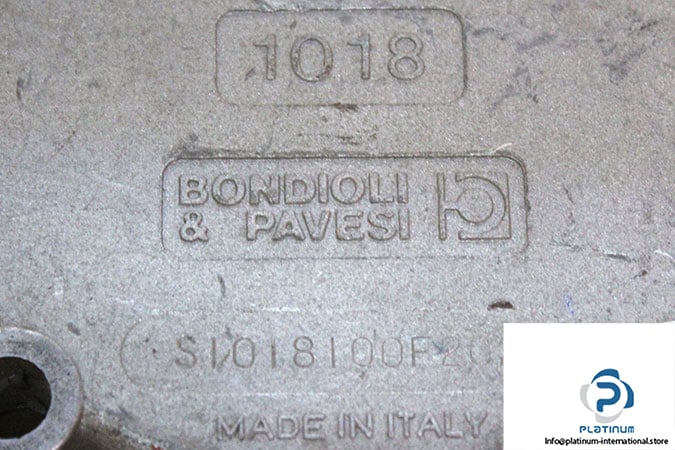 1018
BONDIOLI
& PAVESI
MADE IN ITALY
PLATINUM
Info@platinum-international.store